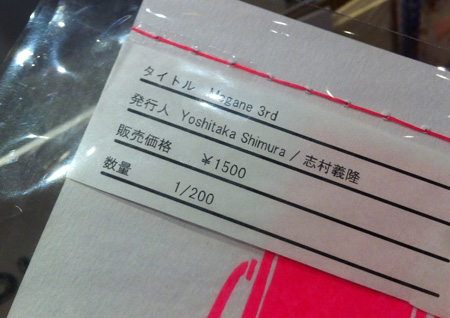 タイトル Megane 3rd
発行人 Yoshitaka Shimura / 志村義隆
販売価格 ￥1500
数量 1/200